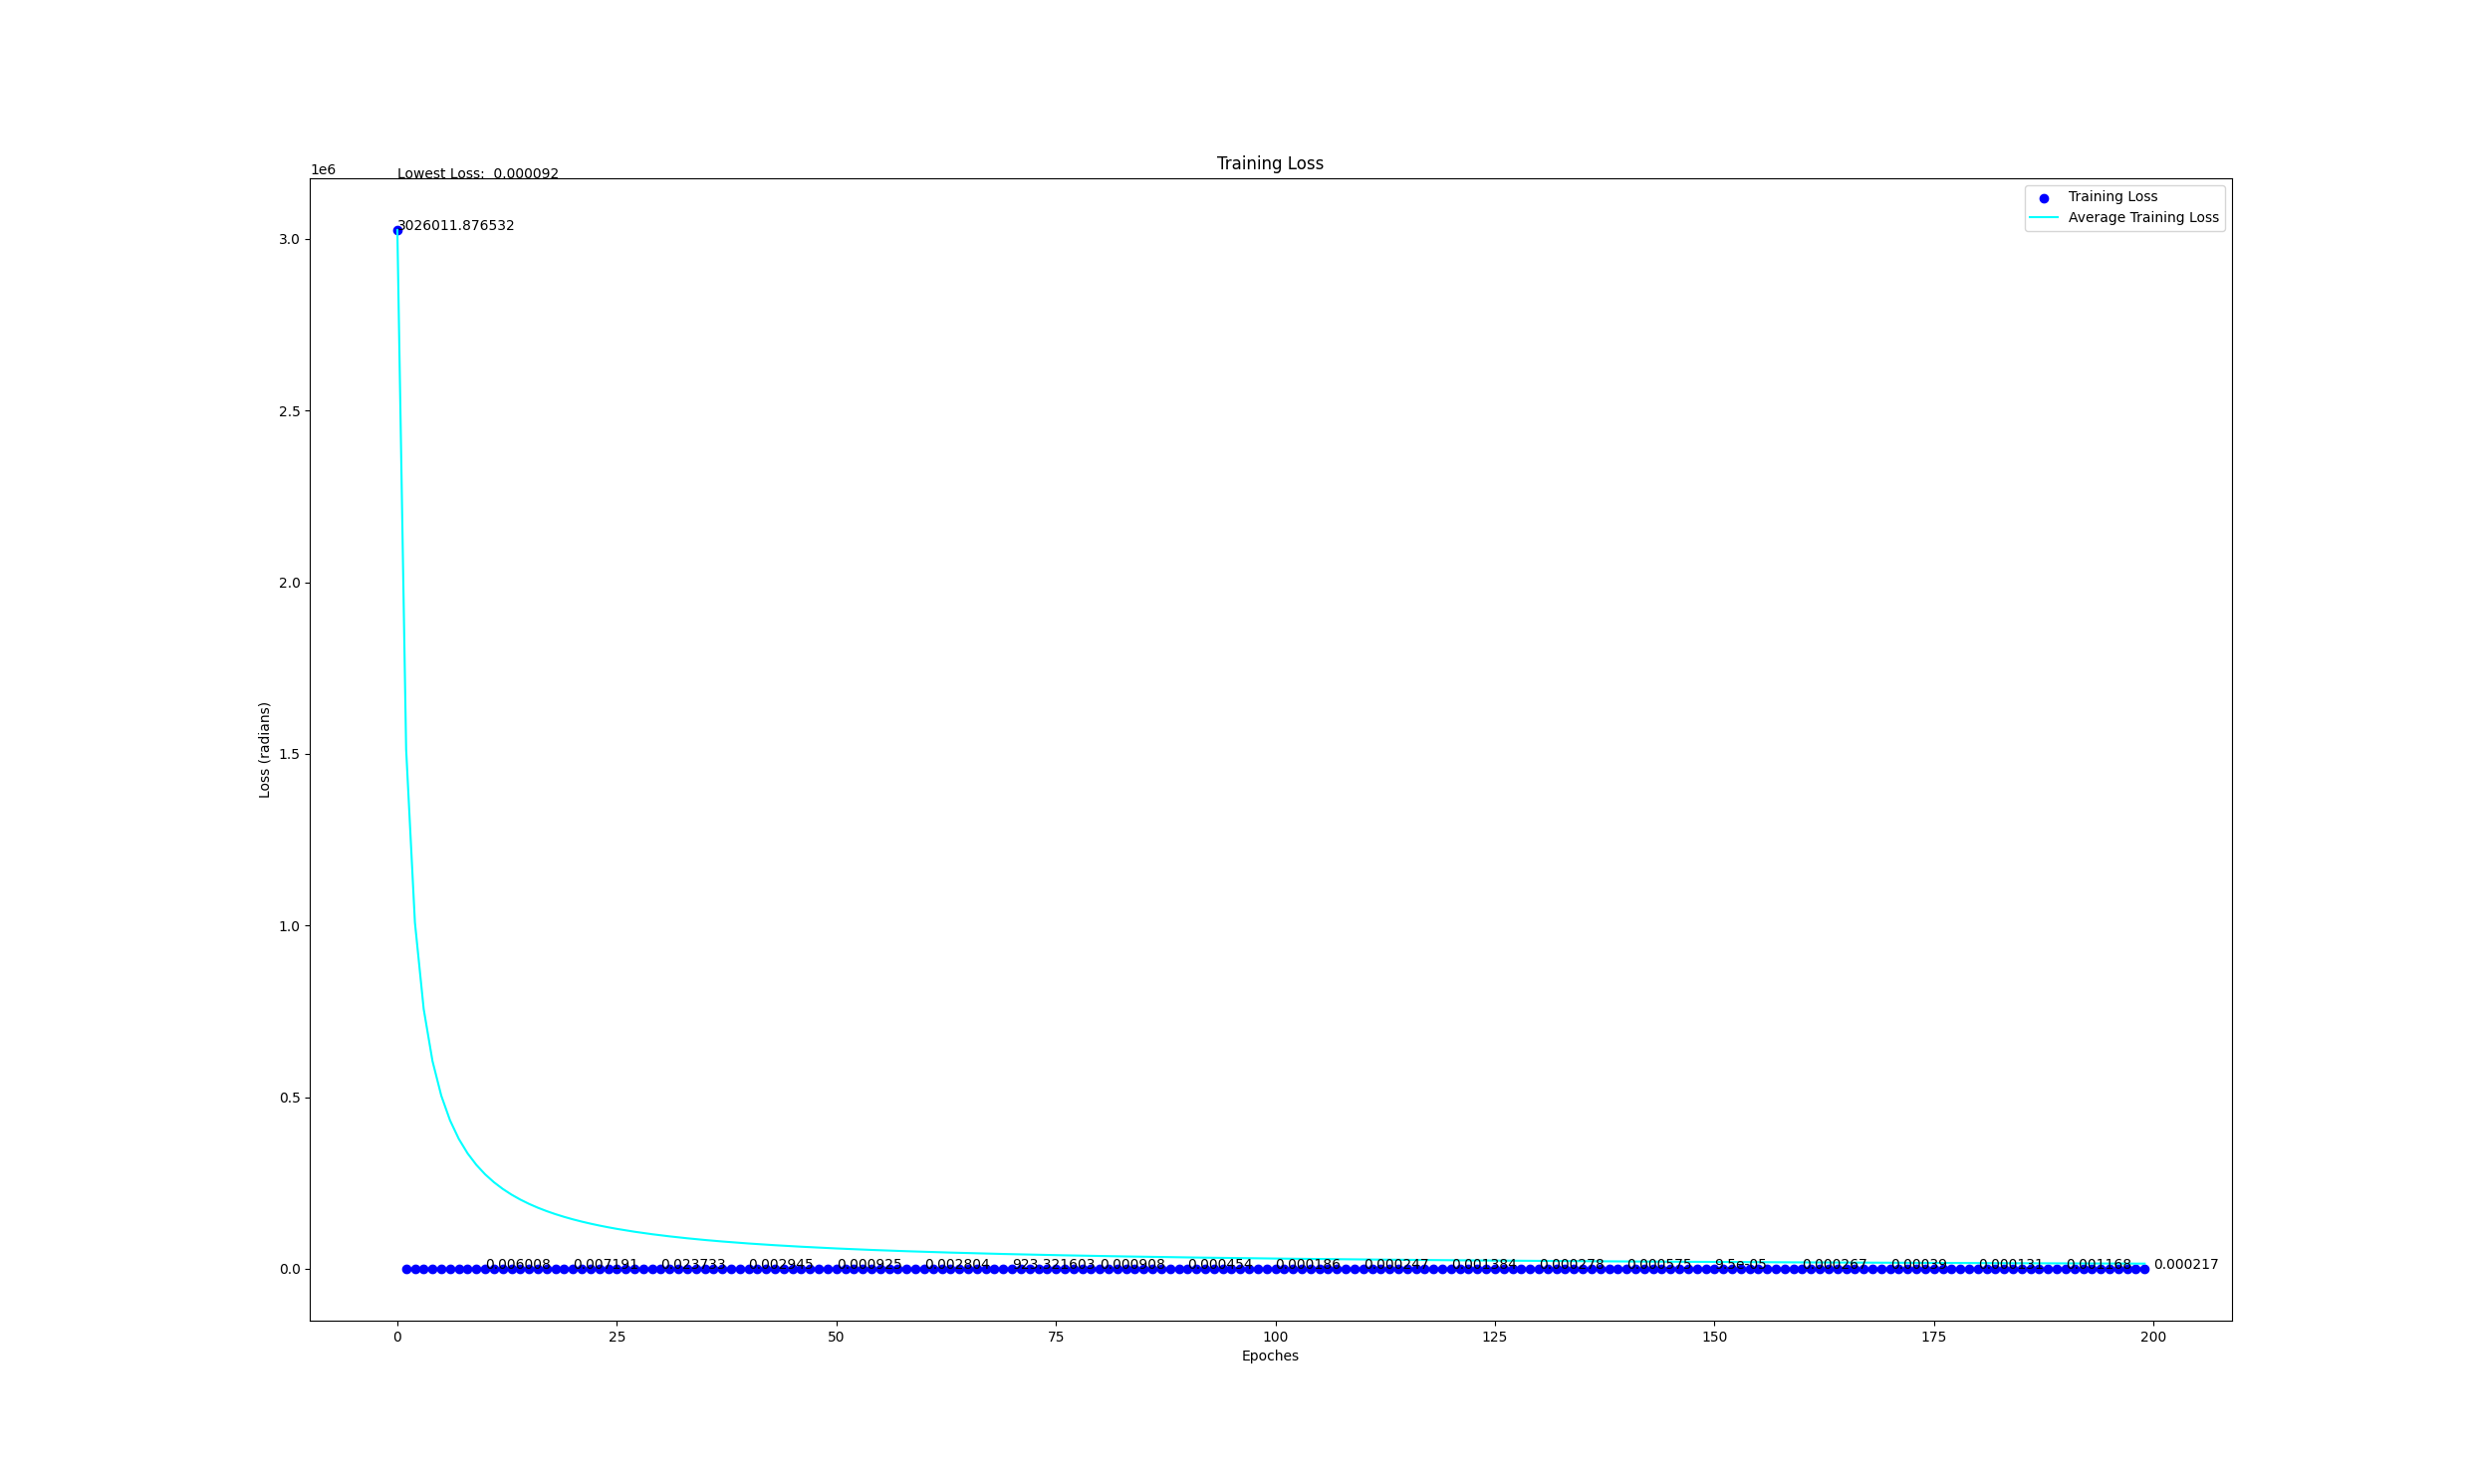 Training Loss
1e6
Lowest Loss:  0.000092
Training Loss
Average Training Loss
3026011.876532
3.0
2.5
2.0
1.5
1.0
0.5
0.0
Loss (radians)
0.006008 0.007191 0.023733 0.002945 0.000925 0.002804 923.321603 0.000908 0.000454 0.000186 0.000247 0.001384 0.000278 0.000575 9.5e-05 0.000267 0.00039 0.000131 0.001168 0.000217
0 25 50 75 100 125 150 175 200
Epoches